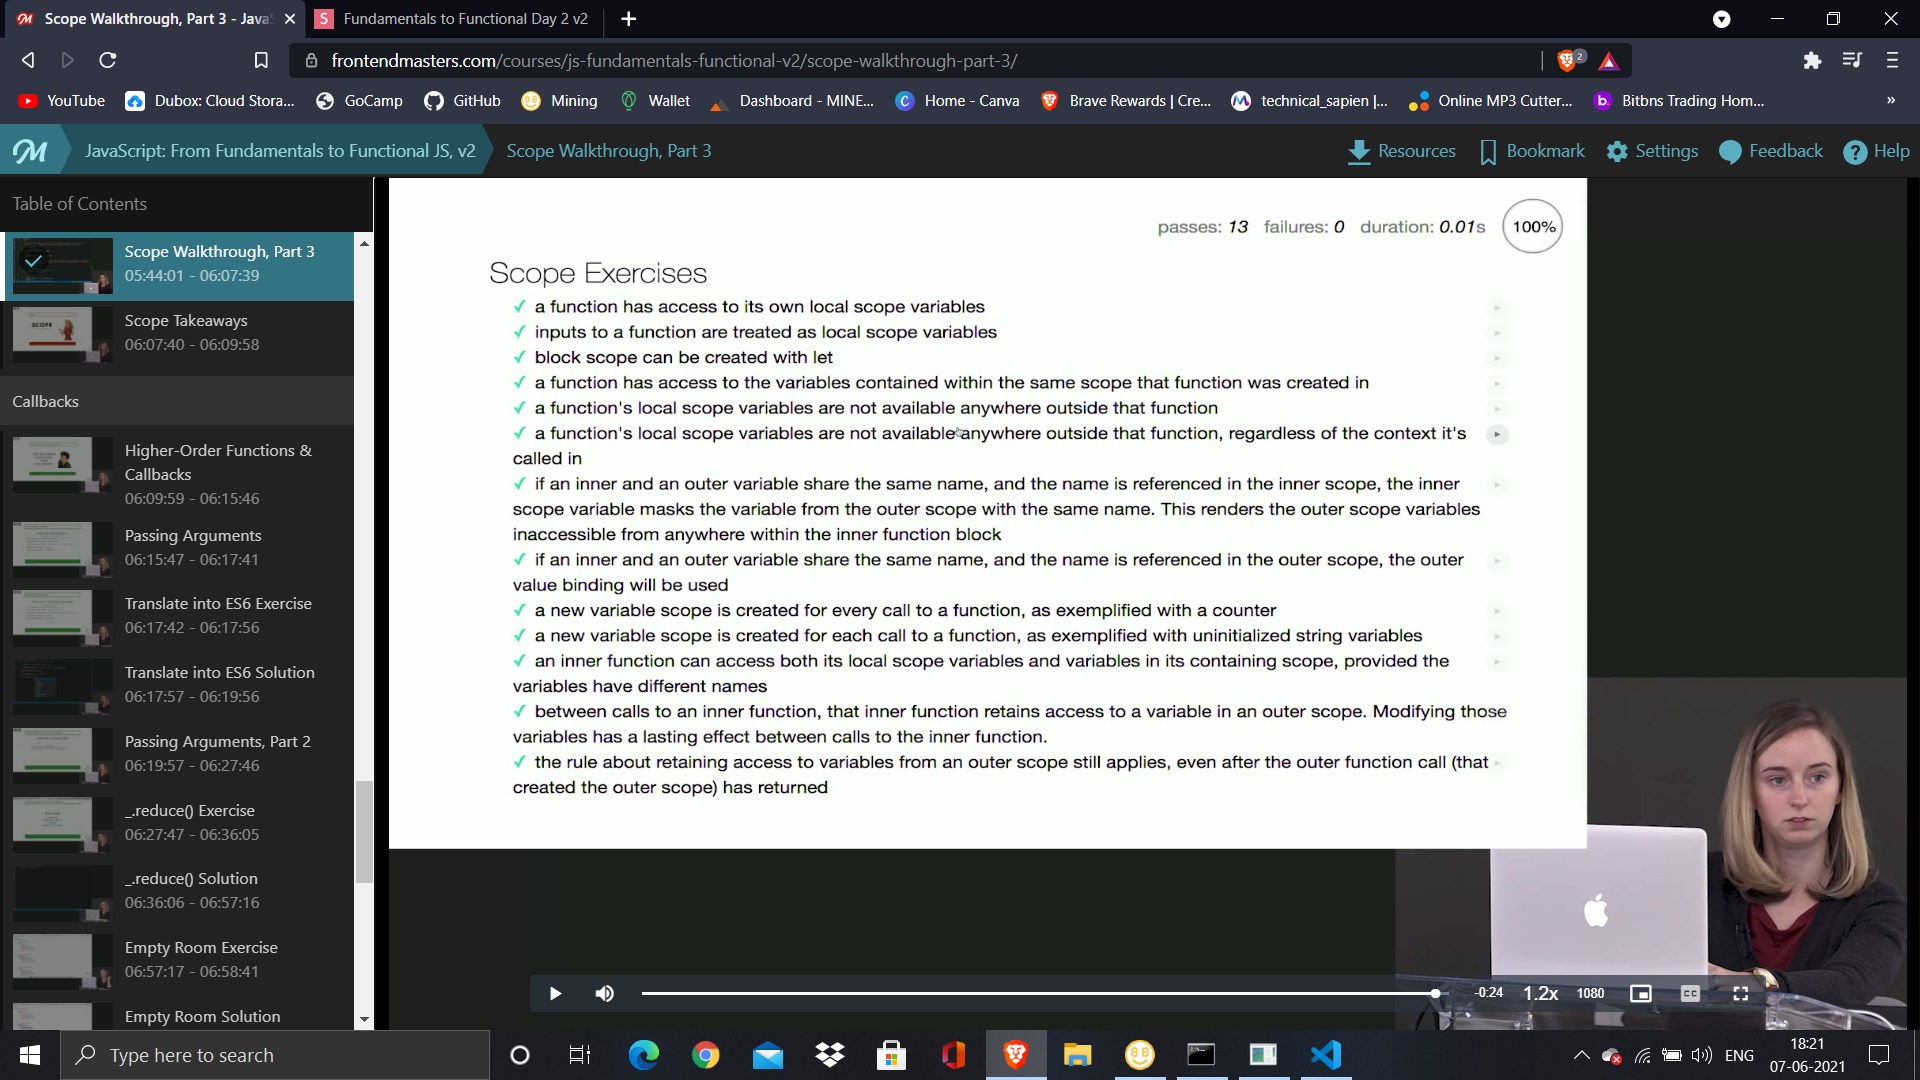 Scope Walkthrough, Part 3 - Java
Fundamentals to Functional Day 2 v2
frontendmasters.com/courses/js-fundamentals-functional-v2/scope-walkthrough-part-3/
2
YouTube
Dubox: Cloud Stora...
GoCamp
GitHub
Mining
Wallet
Dashboard - MINE...
Home - Canva
Brave Rewards | Cre...
technical_sapien |...
Online MP3 Cutter...
Bitbns Trading Hom...
»
JavaScript: From Fundamentals to Functional JS, v2
Scope Walkthrough, Part 3
Resources
Bookmark
Settings
Feedback
Help
Table of Contents
Scope Walkthrough, Part 3
05:44:01 - 06:07:39
Scope Takeaways
06:07:40 - 06:09:58
Callbacks
Higher-Order Functions &
Callbacks
06:09:59 - 06:15:46
Passing Arguments
06:15:47 - 06:17:41
Translate into ES6 Exercise
06:17:42 - 06:17:56
Translate into ES6 Solution
06:17:57 - 06:19:56
Passing Arguments, Part 2
06:19:57 - 06:27:46
_.reduce() Exercise
06:27:47 - 06:36:05
_.reduce() Solution
06:36:06 - 06:57:16
Empty Room Exercise
06:57:17 - 06:58:41
Empty Room Solution
passes: 13 failures: 0 duration: 0.01s 100%
Scope Exercises
✓ a function has access to its own local scope variables
✓ inputs to a function are treated as local scope variables
✓ block scope can be created with let
✓ a function has access to the variables contained within the same scope that function was created in
✓ a function's local scope variables are not available anywhere outside that function
✓ a function's local scope variables are not available anywhere outside that function, regardless of the context it's
called in
✓ if an inner and an outer variable share the same name, and the name is referenced in the inner scope, the inner
scope variable masks the variable from the outer scope with the same name. This renders the outer scope variables
inaccessible from anywhere within the inner function block
✓ if an inner and an outer variable share the same name, and the name is referenced in the outer scope, the outer
value binding will be used
✓ a new variable scope is created for every call to a function, as exemplified with a counter
✓ a new variable scope is created for each call to a function, as exemplified with uninitialized string variables
✓ an inner function can access both its local scope variables and variables in its containing scope, provided the
variables have different names
✓ between calls to an inner function, that inner function retains access to a variable in an outer scope. Modifying those
variables has a lasting effect between calls to the inner function.
✓ the rule about retaining access to variables from an outer scope still applies, even after the outer function call (that
created the outer scope) has returned
-0:24
1.2x
1080
CC
Type here to search
ENG
18:21
07-06-2021